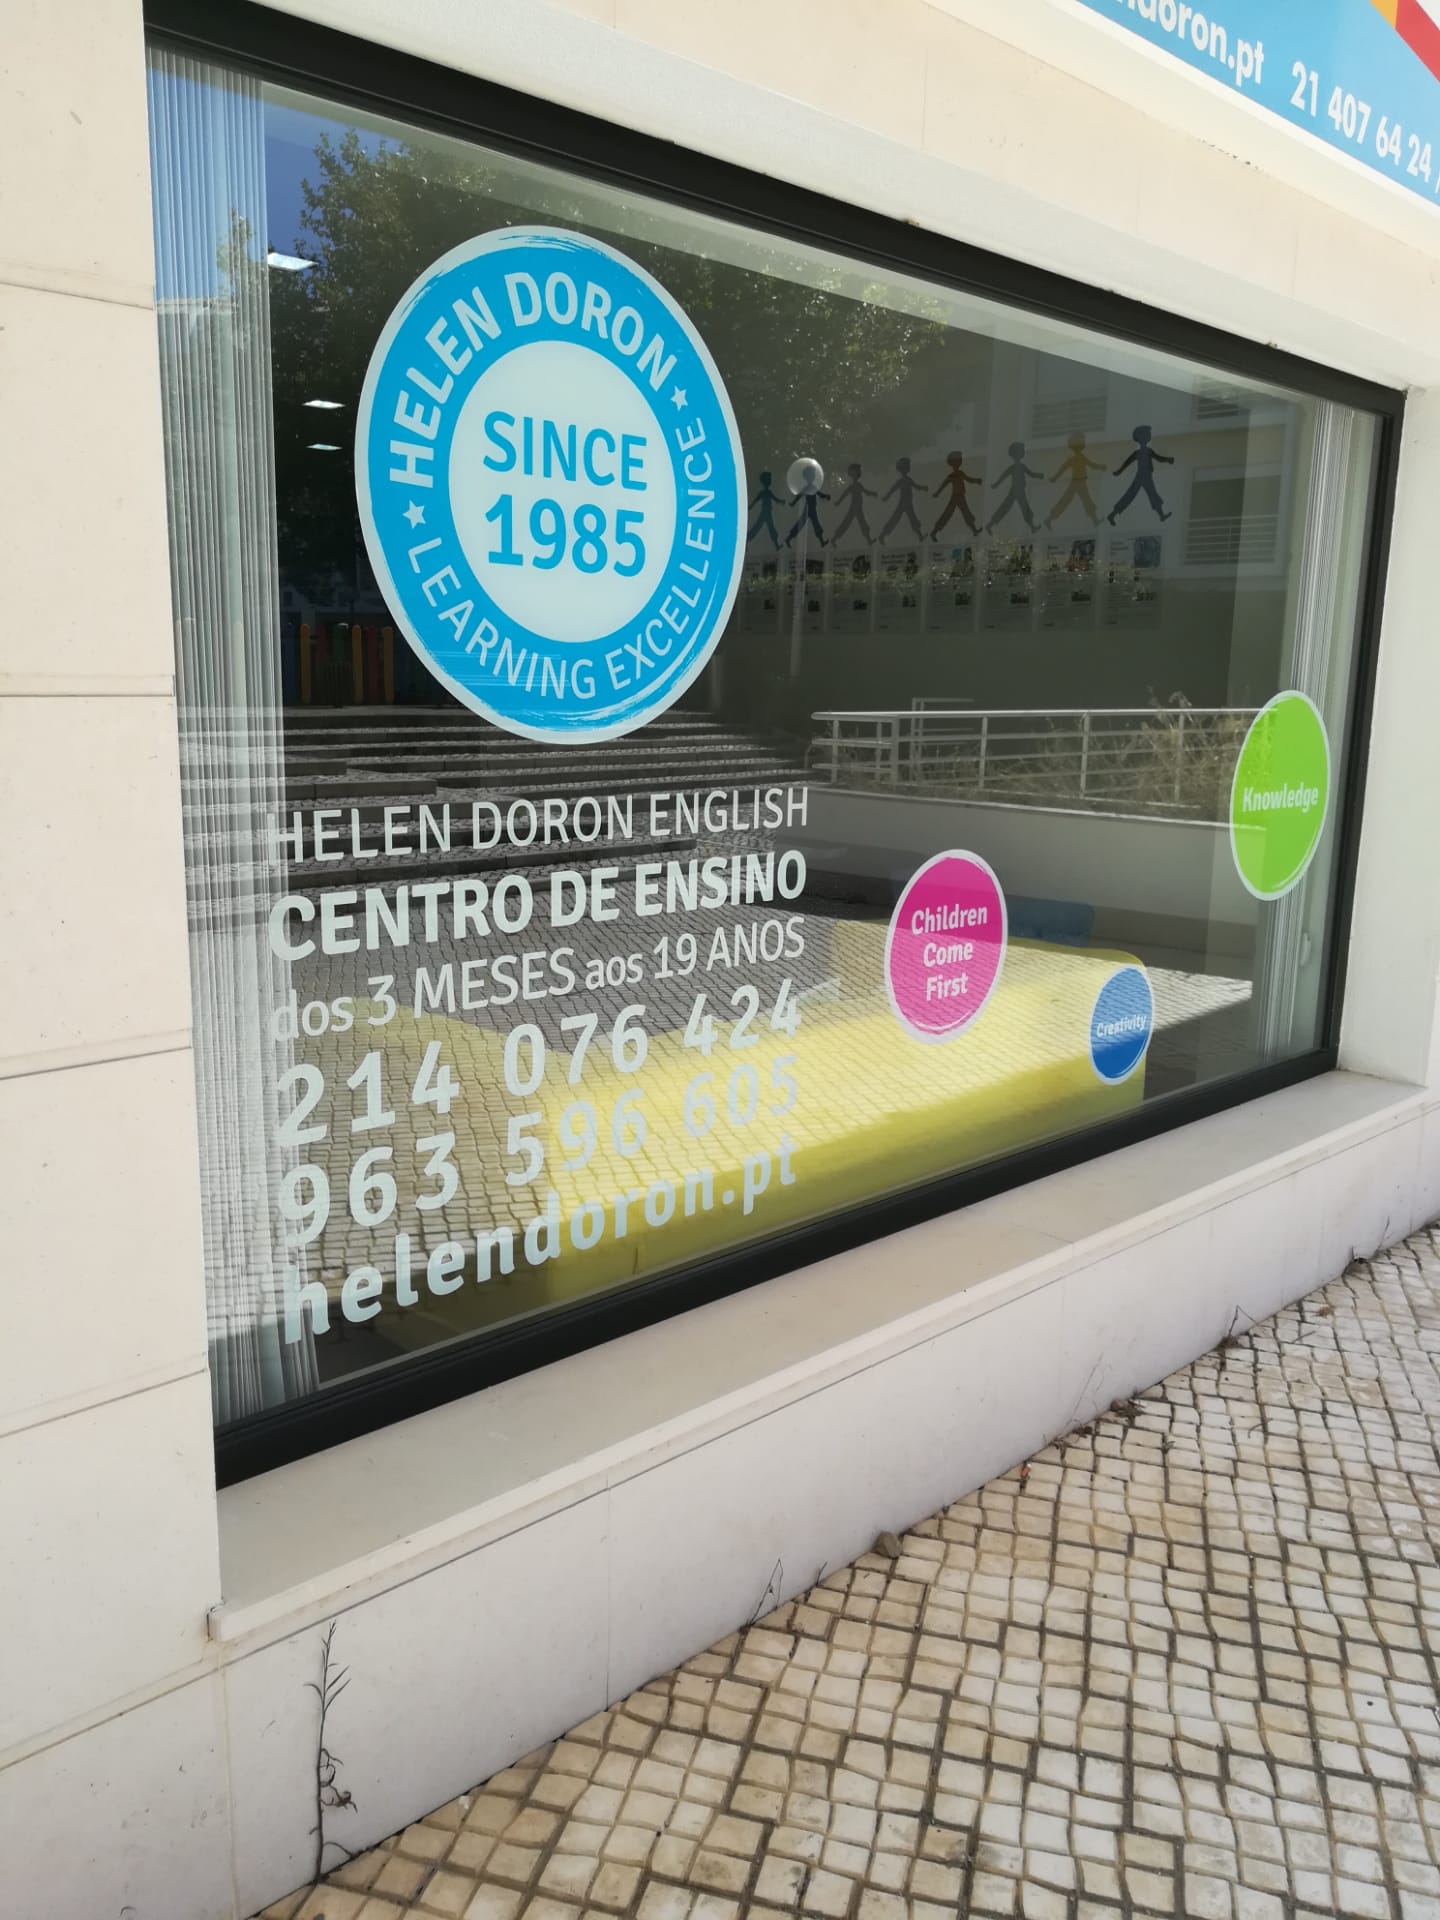 doron.pt 21 407 64 24
HELEN DORON
SINCE
1985
LEARNING EXCELLENCE
HELEN DORON ENGLISH
CENTRO DE ENSINO
dos 3 MESES aos 19 ANOS
214 076 424
963 596 605
helendoron.pt
Children
Come
First
Creativity
Knowledge